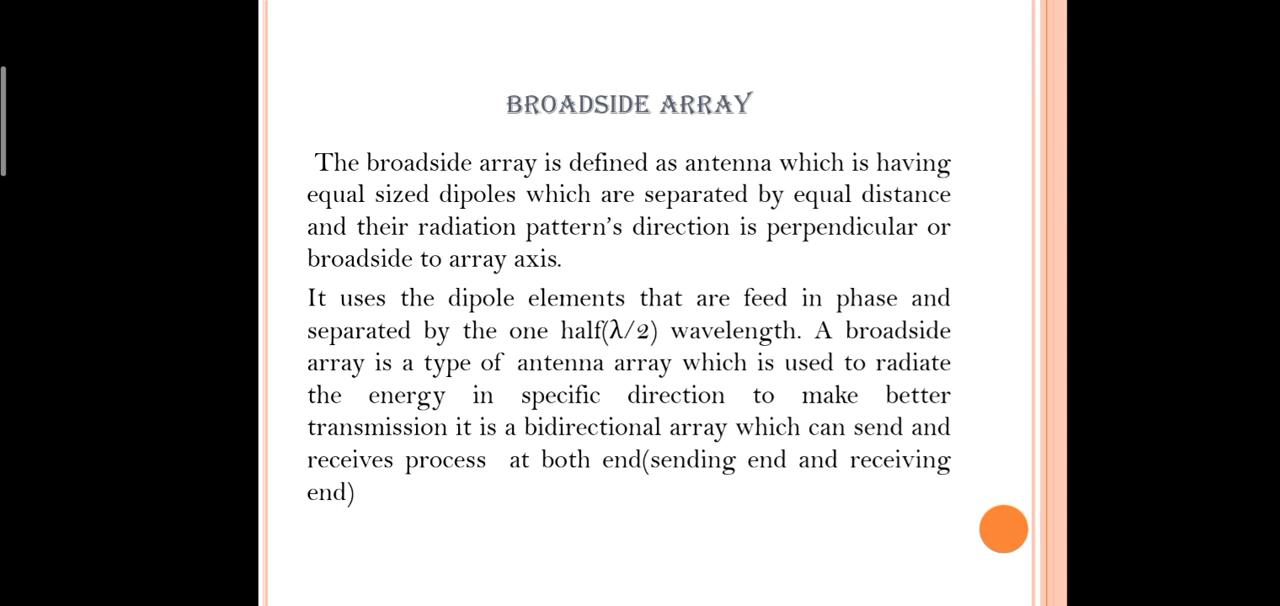 BROADSIDE ARRAY
The broadside array is defined as antenna which is having
equal sized dipoles which are separated by equal distance
and their radiation pattern's direction is perpendicular or
broadside to array axis.
It uses the dipole elements that are feed in phase and
separated by the one half(λ/2) wavelength. A broadside
array is a type of antenna array which is used to radiate
the energy in specific direction to make better
transmission it is a bidirectional array which can send and
receives process at both end(sending end and receiving
end)